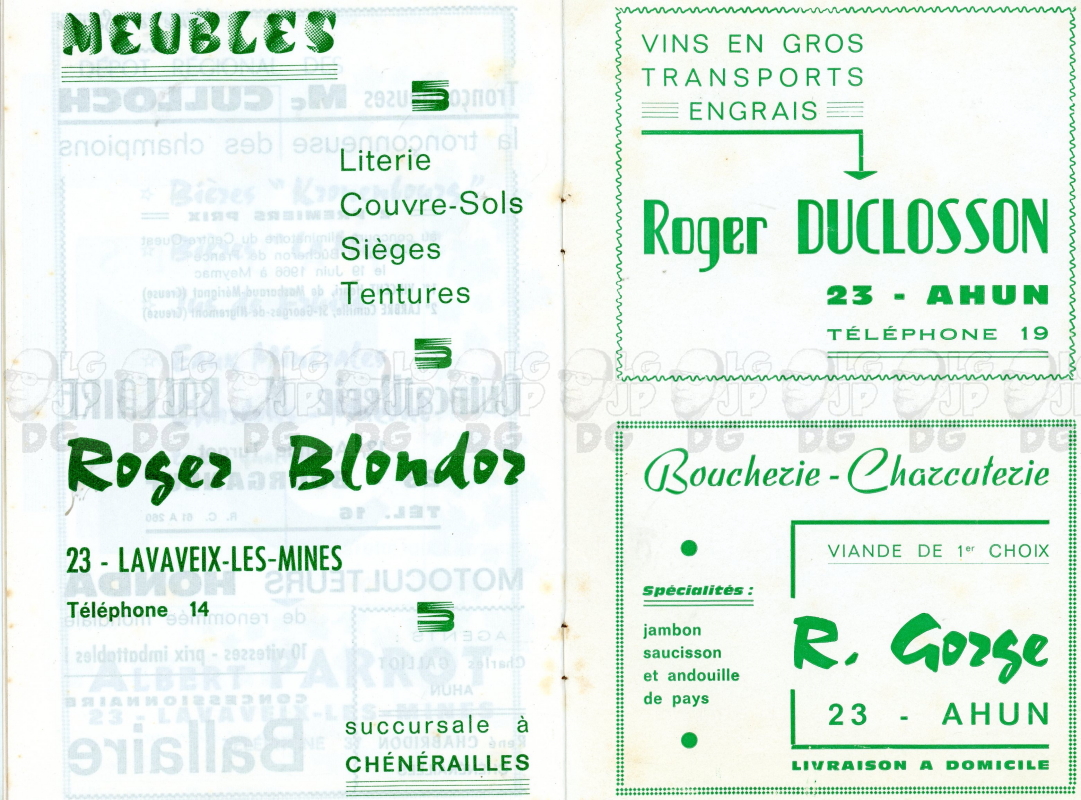 MEUBLES
Literie
Couvre-Sols
Sièges
Tentures
Roger Blondor
23 - LAVAVEIX-LES-MINES
Téléphone 14
succursale à
CHÉNÉRAILLES
VINS EN GROS
TRANSPORTS
ENGRAIS
Roger DUCLOSSON
23 - AHUN
TÉLÉPHONE 19
Boucherie - Charcuterie
VIANDE DE 1er CHOIX
Spécialités :
jambon
saucisson
et andouille
de pays
R. Gorge
23 - AHUN
LIVRAISON A DOMICILE